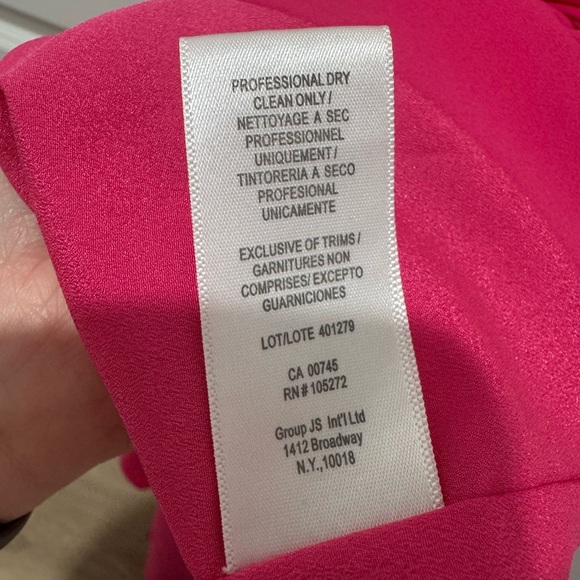 PROFESSIONAL DRY
CLEAN ONLY /
NETTOYAGE A SEC
PROFESSIONNEL
UNIQUEMENT /
TINTORERIA A SECO
PROFESIONAL
UNICAMENTE
EXCLUSIVE OF TRIMS /
GARNITURES NON
COMPRISES/ EXCEPTO
GUARNICIONES
LOT/LOTE 401279
CA 00745
RN# 105272
Group JS Int'l Ltd
1412 Broadway
N.Y.,10018